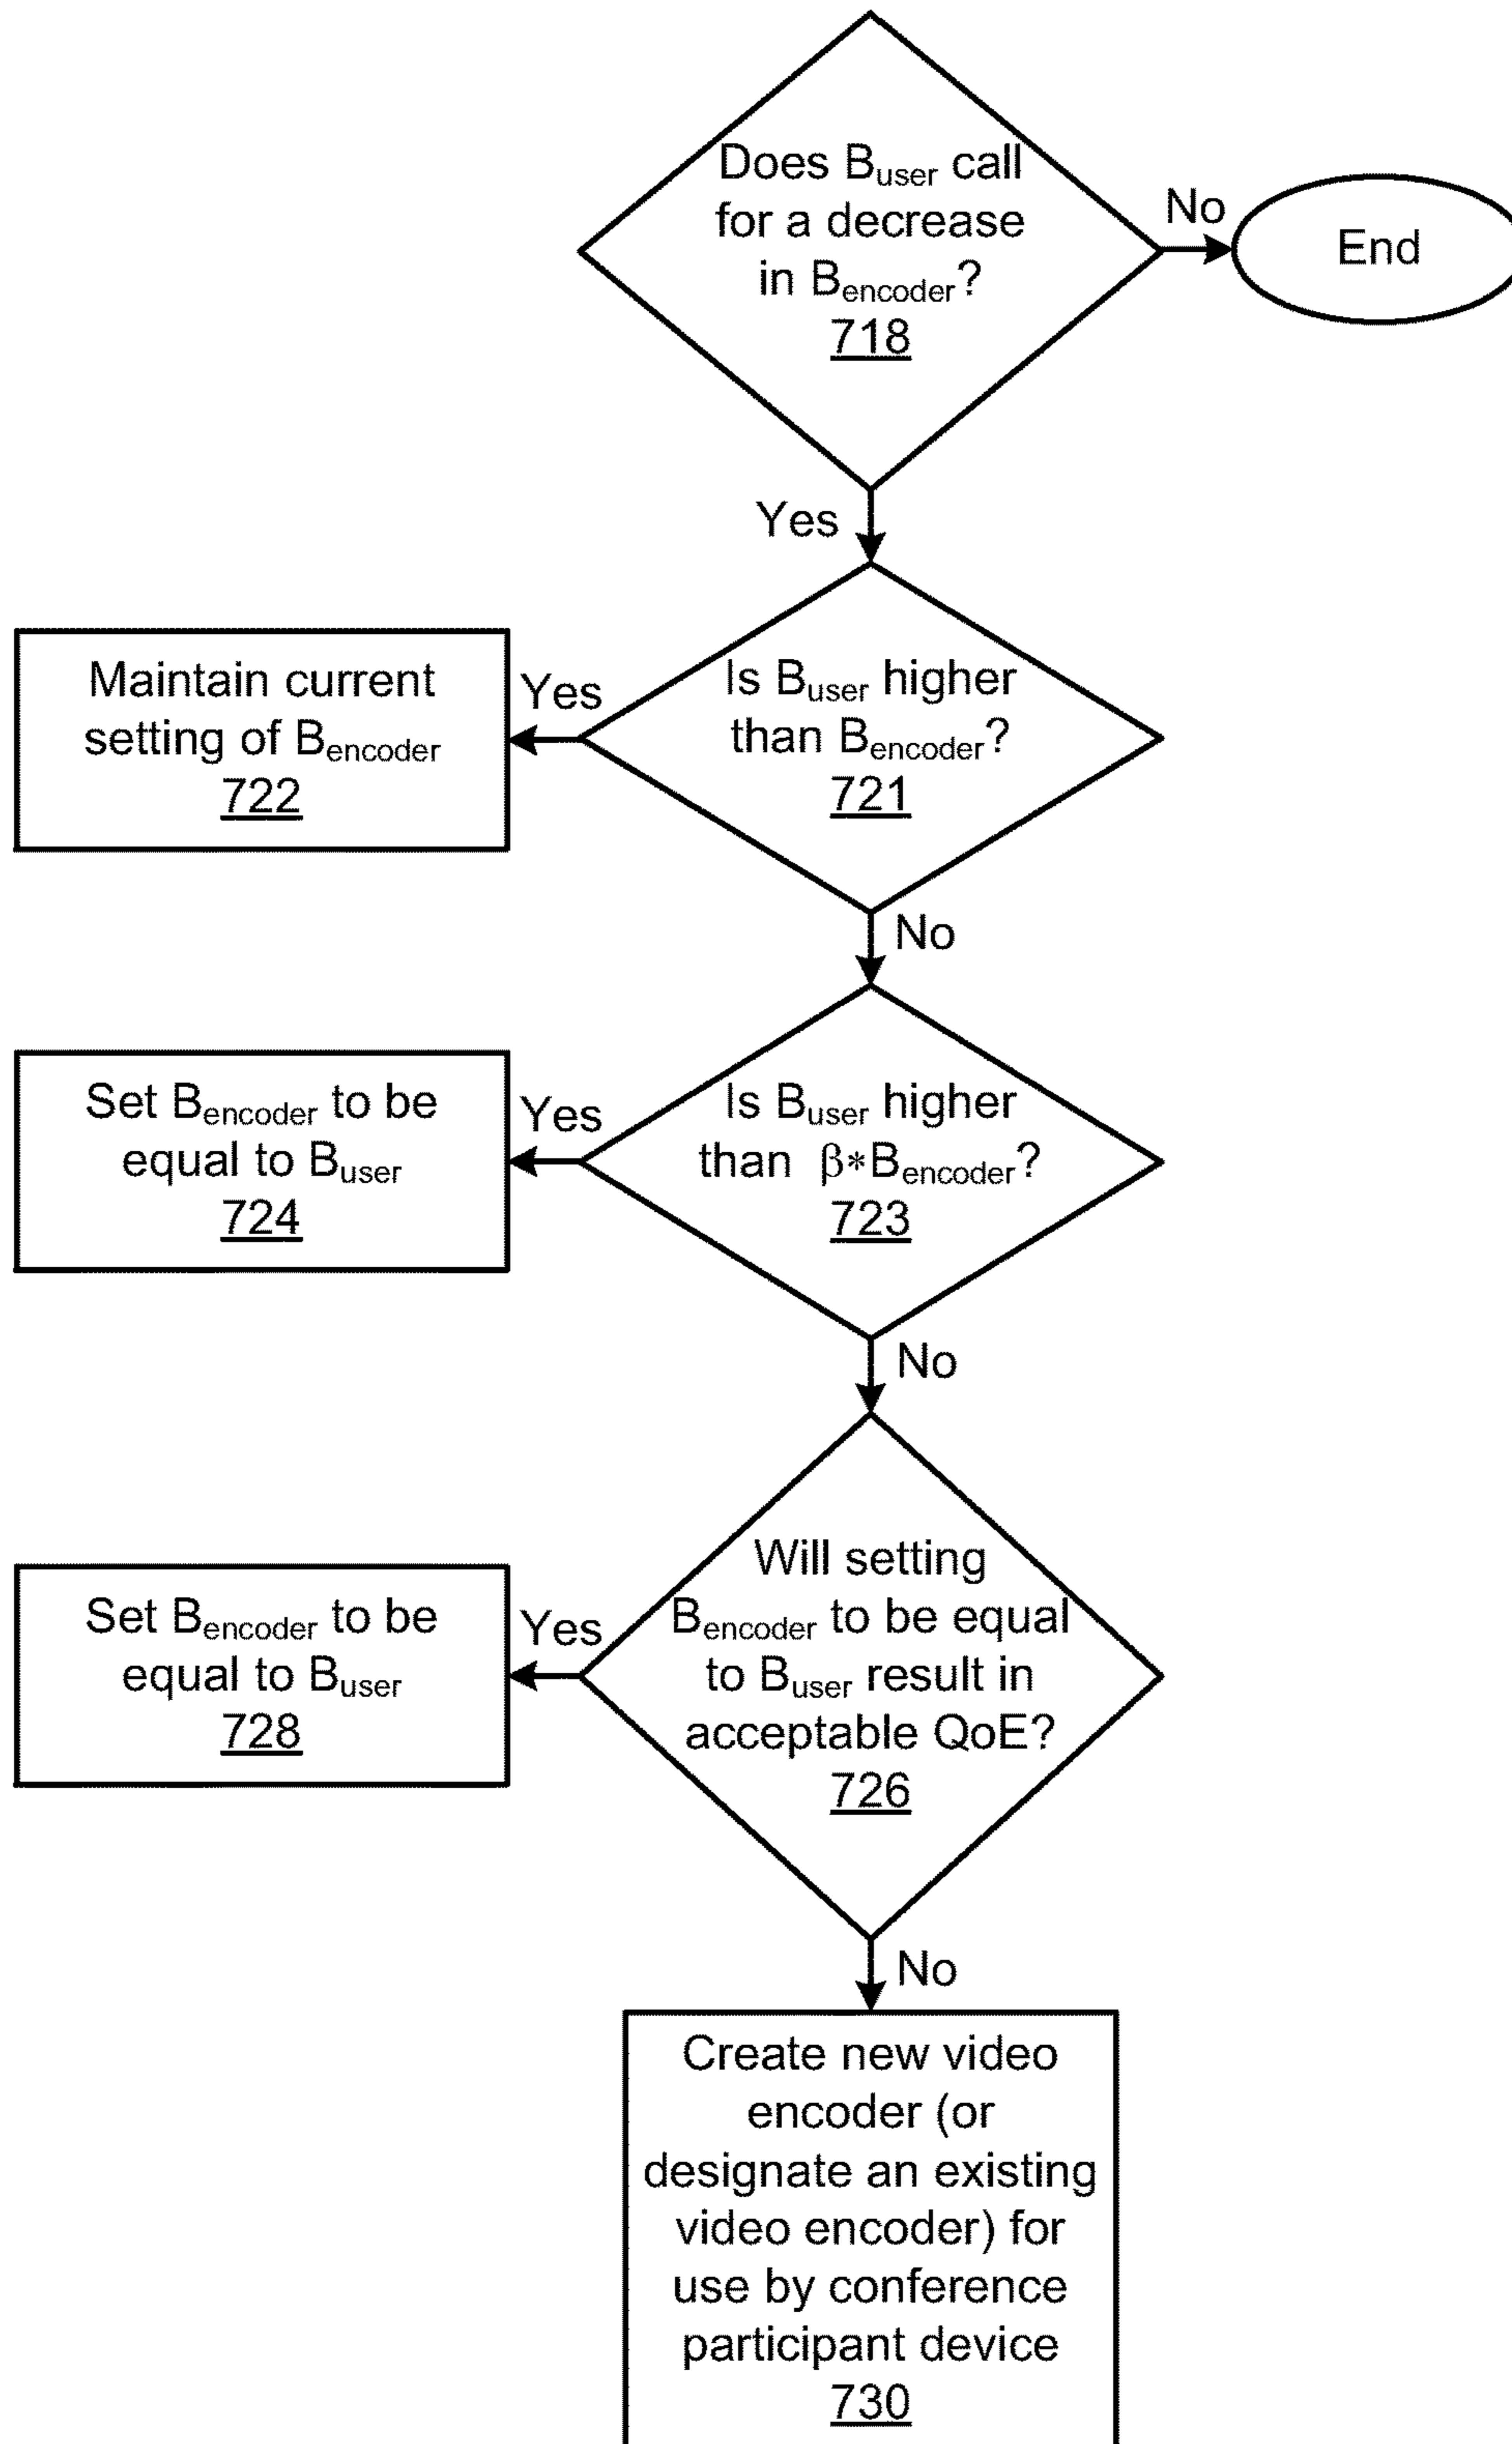 Does Buser call
for a decrease
in Bencoder?
718
No
End
Yes
Maintain current
setting of Bencoder
722
Yes
Is Buser higher
than Bencoder?
721
No
Set Bencoder to be
equal to Buser
724
Yes
Is Buser higher
than β*Bencoder?
723
No
Set Bencoder to be
equal to Buser
728
Yes
Will setting
Bencoder to be equal
to Buser result in
acceptable QoE?
726
No
Create new video
encoder (or
designate an existing
video encoder) for
use by conference
participant device
730